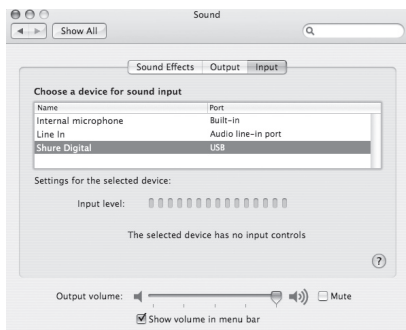 Sound
Show All
Sound Effects Output Input
Choose a device for sound input
Name Port
Internal microphone Built-in
Line In Audio line-in port
Shure Digital USB
Settings for the selected device:
Input level:
The selected device has no input controls
?
Output volume: Mute
Show volume in menu bar